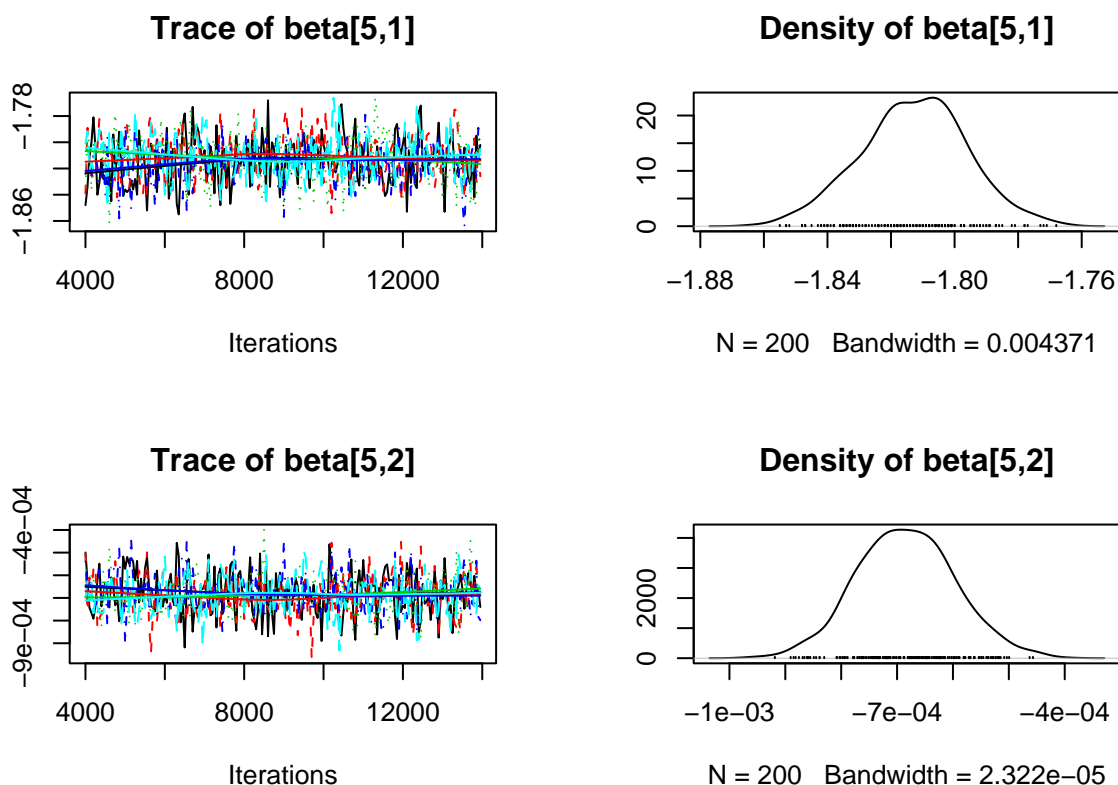 Trace of beta[5,1]
−1.78
−1.86
4000 8000 12000
Iterations
Density of beta[5,1]
20
10
0
−1.88 −1.84 −1.80 −1.76
N = 200 Bandwidth = 0.004371
Trace of beta[5,2]
−4e−04
−9e−04
4000 8000 12000
Iterations
Density of beta[5,2]
2000
0
−1e−03 −7e−04 −4e−04
N = 200 Bandwidth = 2.322e−05